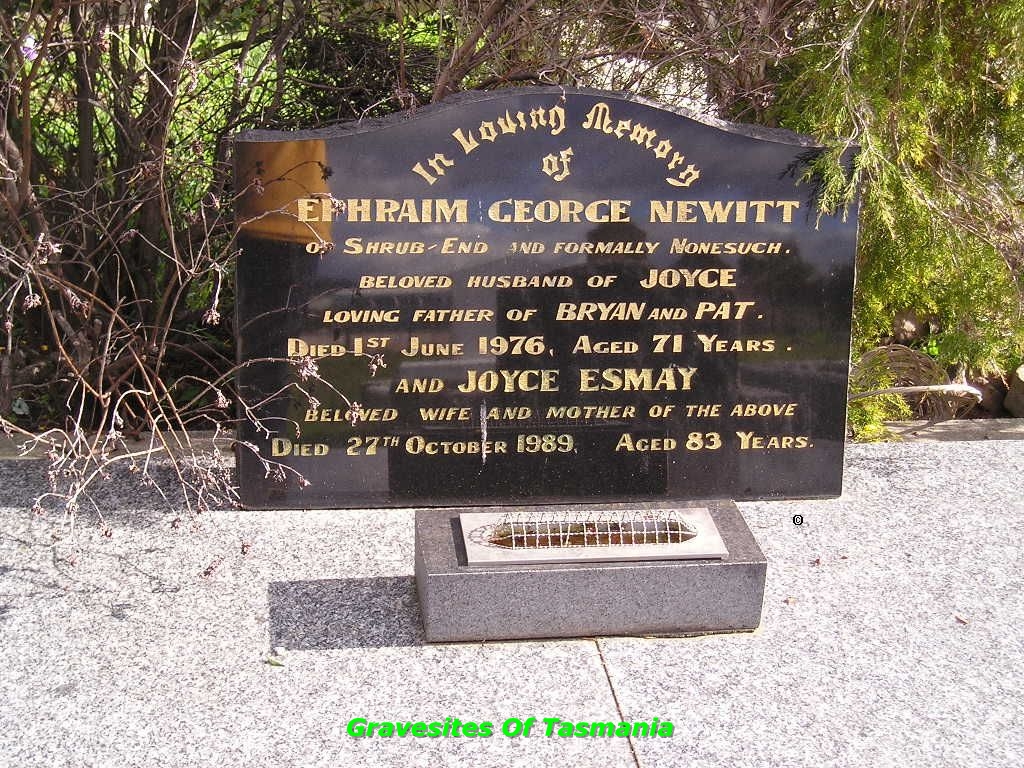 In Loving Memory
of
EPHRAIM GEORGE NEWITT
OF SHRUB-END AND FORMALLY NONESUCH.
BELOVED HUSBAND OF JOYCE
LOVING FATHER OF BRYAN AND PAT.
DIED 1ST JUNE 1976, AGED 71 YEARS.
AND JOYCE ESMAY
BELOVED WIFE AND MOTHER OF THE ABOVE
DIED 27TH OCTOBER 1989, AGED 83 YEARS.
©
Gravesites Of Tasmania